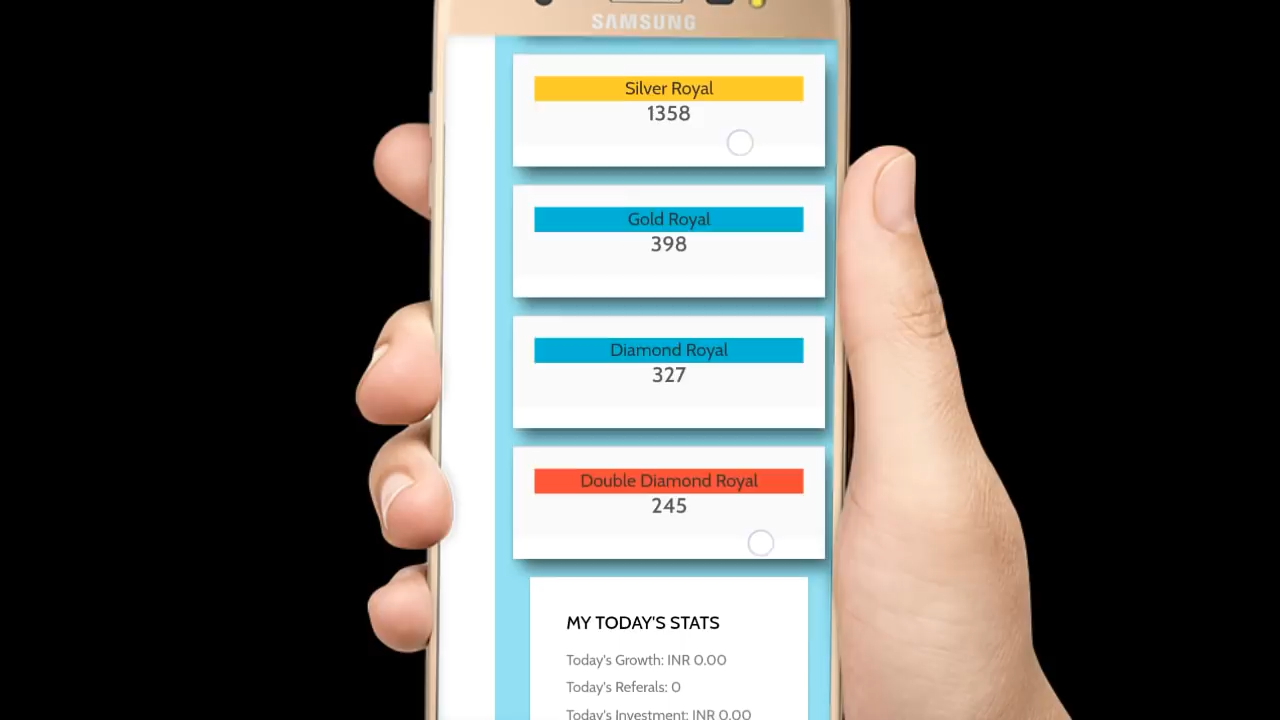 SAMSUNG
Silver Royal
1358
Gold Royal
398
Diamond Royal
327
Double Diamond Royal
245
MY TODAY'S STATS
Today's Growth: INR 0.00
Today's Referals: 0
Today's Investment: INR 0.00